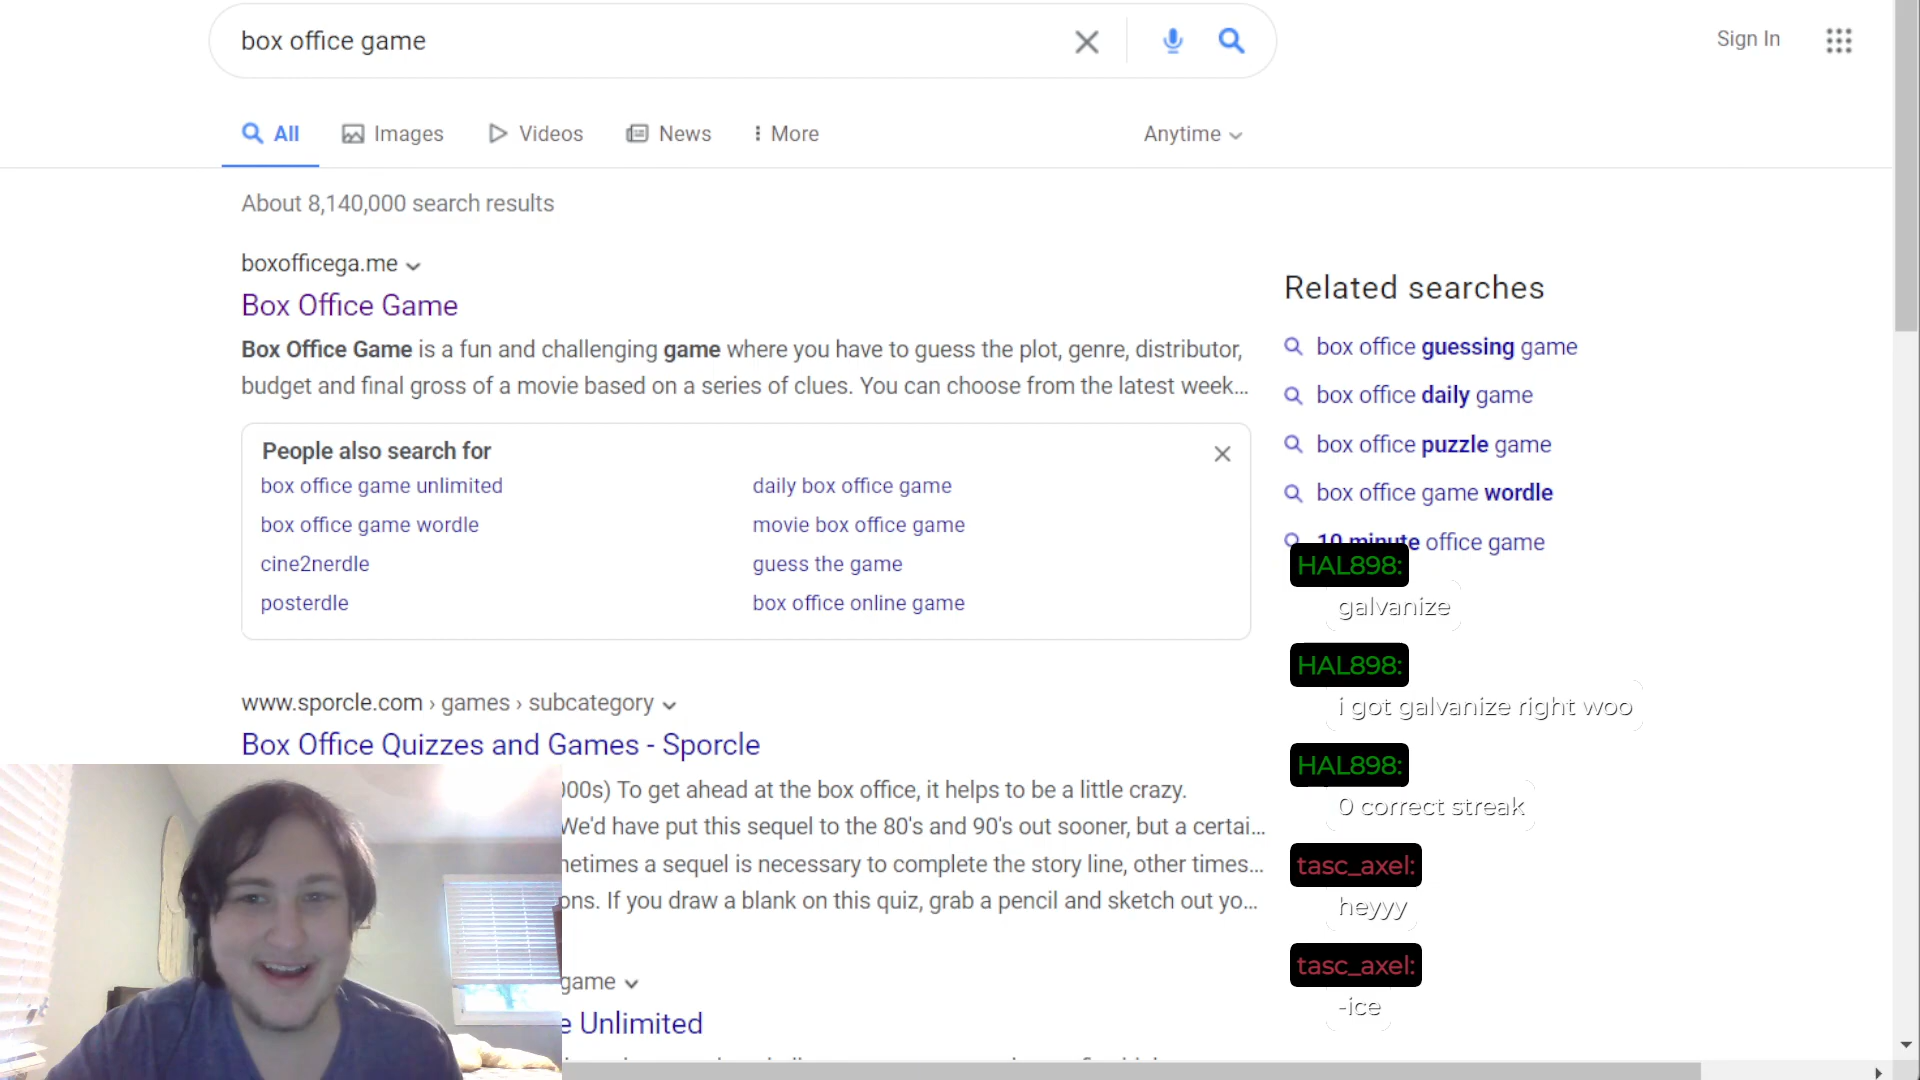 box office game
Sign In
All
Images
Videos
News
More
Anytime
About 8,140,000 search results
boxofficega.me
Box Office Game
Box Office Game is a fun and challenging game where you have to guess the plot, genre, distributor,
budget and final gross of a movie based on a series of clues. You can choose from the latest week...
People also search for
box office game unlimited
daily box office game
box office game wordle
movie box office game
cine2nerdle
guess the game
posterdle
box office online game
www.sporcle.com › games › subcategory
Box Office Quizzes and Games - Sporcle
000s) To get ahead at the box office, it helps to be a little crazy.
We'd have put this sequel to the 80's and 90's out sooner, but a certai...
metimes a sequel is necessary to complete the story line, other times...
ons. If you draw a blank on this quiz, grab a pencil and sketch out yo...
game
e Unlimited
Related searches
box office guessing game
box office daily game
box office puzzle game
box office game wordle
10 minute office game
HAL898:
galvanize
HAL898:
i got galvanize right woo
HAL898:
0 correct streak
tasc_axel:
heyyy
tasc_axel:
-ice